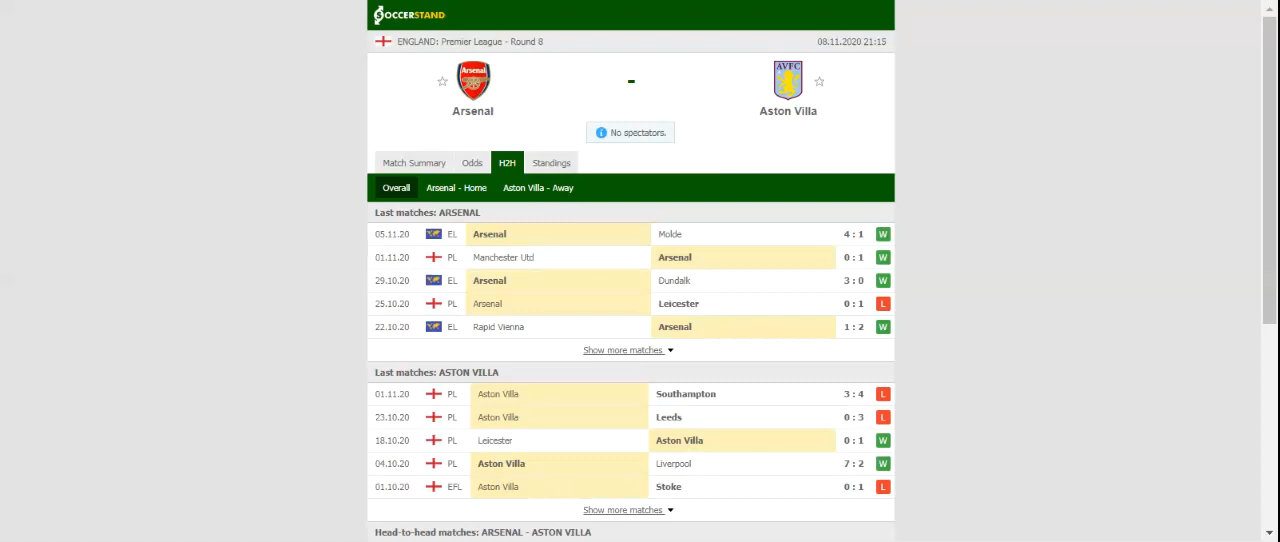 SOCCERSTAND
ENGLAND: Premier League - Round 8 08.11.2020 21:15
Arsenal
AVFC
-
Arsenal Aston Villa
No spectators.
Match Summary Odds H2H Standings
Overall Arsenal - Home Aston Villa - Away
Last matches: ARSENAL
05.11.20 EL Arsenal Molde 4 : 1 W
01.11.20 PL Manchester Utd Arsenal 0 : 1 W
29.10.20 EL Arsenal Dundalk 3 : 0 W
25.10.20 PL Arsenal Leicester 0 : 1 L
22.10.20 EL Rapid Vienna Arsenal 1 : 2 W
Show more matches
Last matches: ASTON VILLA
01.11.20 PL Aston Villa Southampton 3 : 4 L
23.10.20 PL Aston Villa Leeds 0 : 3 L
18.10.20 PL Leicester Aston Villa 0 : 1 W
04.10.20 PL Aston Villa Liverpool 7 : 2 W
01.10.20 EFL Aston Villa Stoke 0 : 1 L
Show more matches
Head-to-head matches: ARSENAL - ASTON VILLA